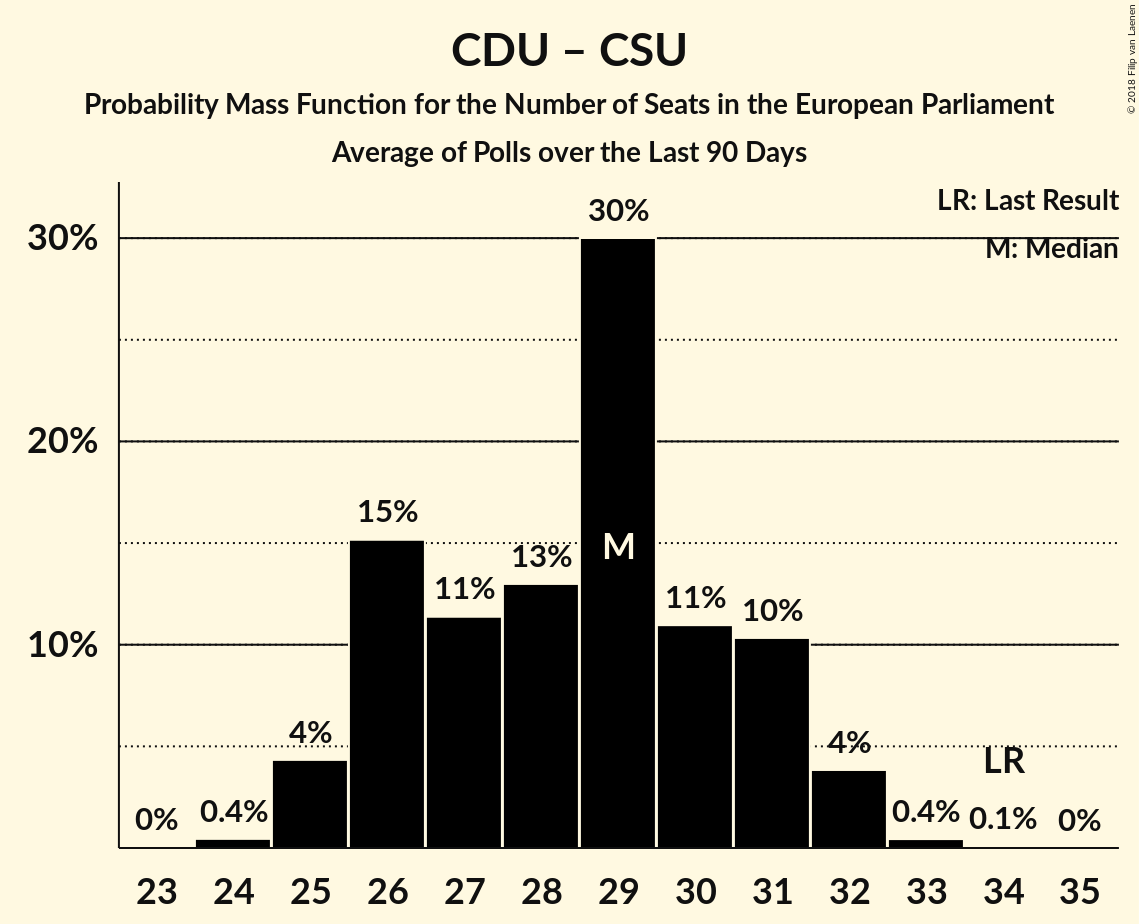 CDU – CSU
Probability Mass Function for the Number of Seats in the European Parliament
Average of Polls over the Last 90 Days
© 2018 Filip van Laenen
LR: Last Result
M: Median
30%
20%
10%
0%
0.4%
4%
15%
11%
13%
30%
M
11%
10%
4%
0.4%
LR
0.1%
0%
23 24 25 26 27 28 29 30 31 32 33 34 35